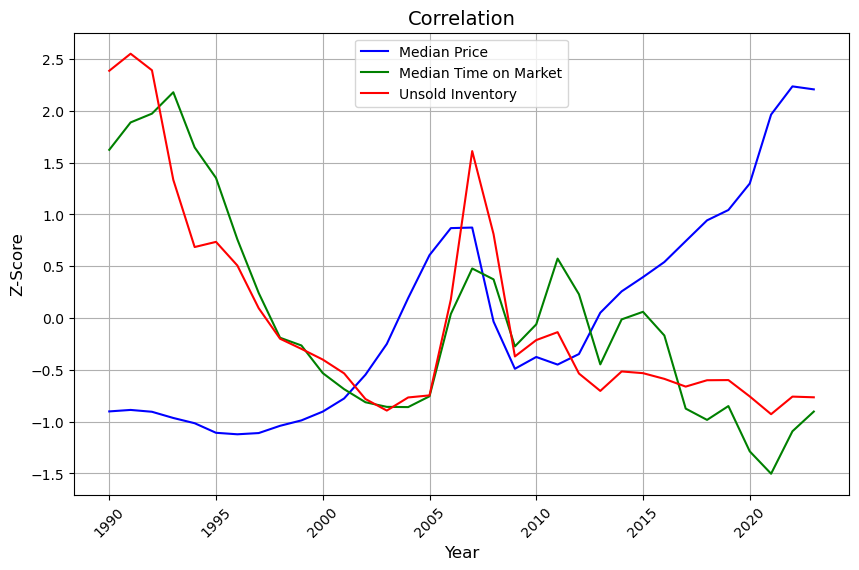 Correlation
Median Price
Median Time on Market
Unsold Inventory
Z-Score
2.5
2.0
1.5
1.0
0.5
0.0
−0.5
−1.0
−1.5
1990
1995
2000
2005
2010
2015
2020
Year